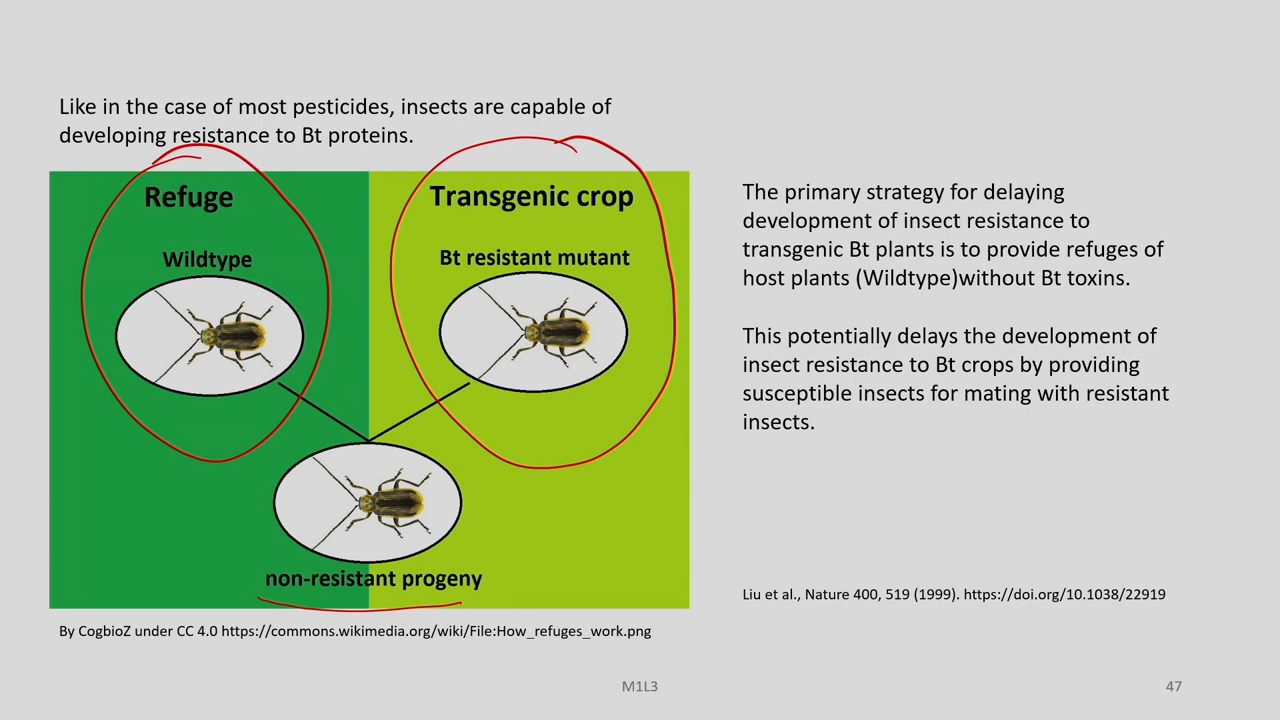 Like in the case of most pesticides, insects are capable of
developing resistance to Bt proteins.
Refuge
Transgenic crop
Wildtype
Bt resistant mutant
non-resistant progeny
By CogbioZ under CC 4.0 https://commons.wikimedia.org/wiki/File:How_refuges_work.png
The primary strategy for delaying
development of insect resistance to
transgenic Bt plants is to provide refuges of
host plants (Wildtype)without Bt toxins.
This potentially delays the development of
insect resistance to Bt crops by providing
susceptible insects for mating with resistant
insects.
Liu et al., Nature 400, 519 (1999). https://doi.org/10.1038/22919
M1L3
47